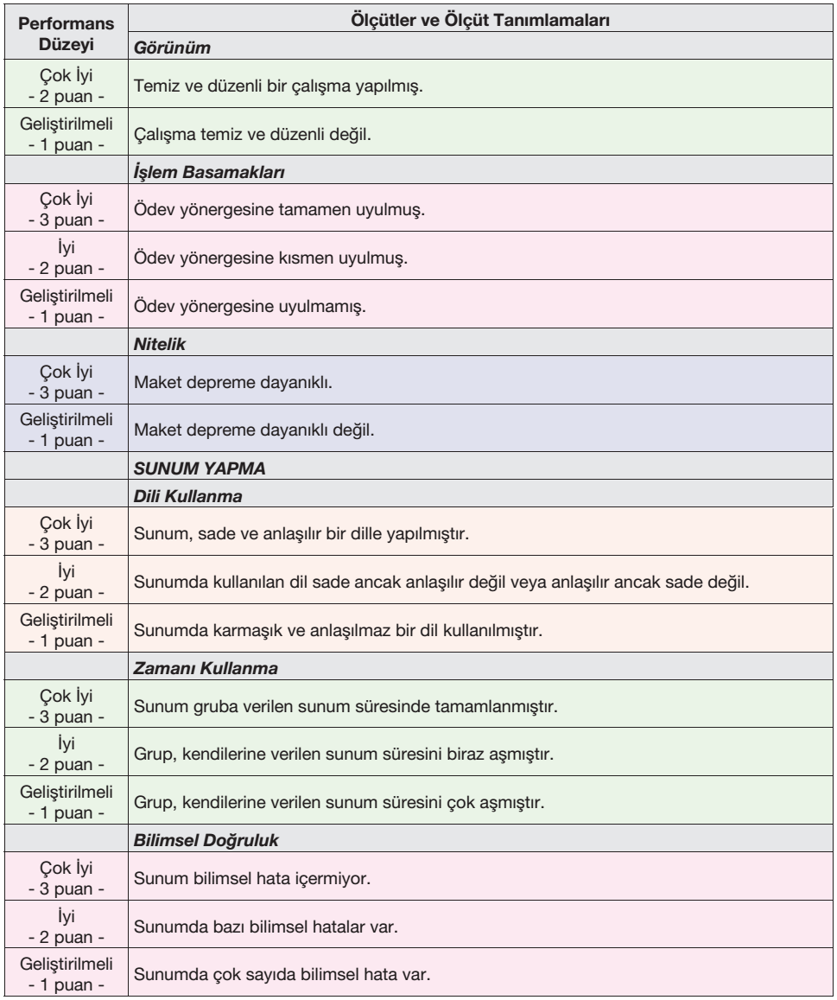 Performans
Düzeyi
Ölçütler ve Ölçüt Tanımlamaları
Görünüm
Çok İyi
- 2 puan -
Temiz ve düzenli bir çalışma yapılmış.
Geliştirilmeli
- 1 puan -
Çalışma temiz ve düzenli değil.
İşlem Basamakları
Çok İyi
- 3 puan -
Ödev yönergesine tamamen uyulmuş.
İyi
- 2 puan -
Ödev yönergesine kısmen uyulmuş.
Geliştirilmeli
- 1 puan -
Ödev yönergesine uyulmamış.
Nitelik
Çok İyi
- 3 puan -
Maket depreme dayanıklı.
Geliştirilmeli
- 1 puan -
Maket depreme dayanıklı değil.
SUNUM YAPMA
Dili Kullanma
Çok İyi
- 3 puan -
Sunum, sade ve anlaşılır bir dille yapılmıştır.
İyi
- 2 puan -
Sunumda kullanılan dil sade ancak anlaşılır değil veya anlaşılır ancak sade değil.
Geliştirilmeli
- 1 puan -
Sunumda karmaşık ve anlaşılmaz bir dil kullanılmıştır.
Zamanı Kullanma
Çok İyi
- 3 puan -
Sunum gruba verilen sunum süresinde tamamlanmıştır.
İyi
- 2 puan -
Grup, kendilerine verilen sunum süresini biraz aşmıştır.
Geliştirilmeli
- 1 puan -
Grup, kendilerine verilen sunum süresini çok aşmıştır.
Bilimsel Doğruluk
Çok İyi
- 3 puan -
Sunum bilimsel hata içermiyor.
İyi
- 2 puan -
Sunumda bazı bilimsel hatalar var.
Geliştirilmeli
- 1 puan -
Sunumda çok sayıda bilimsel hata var.